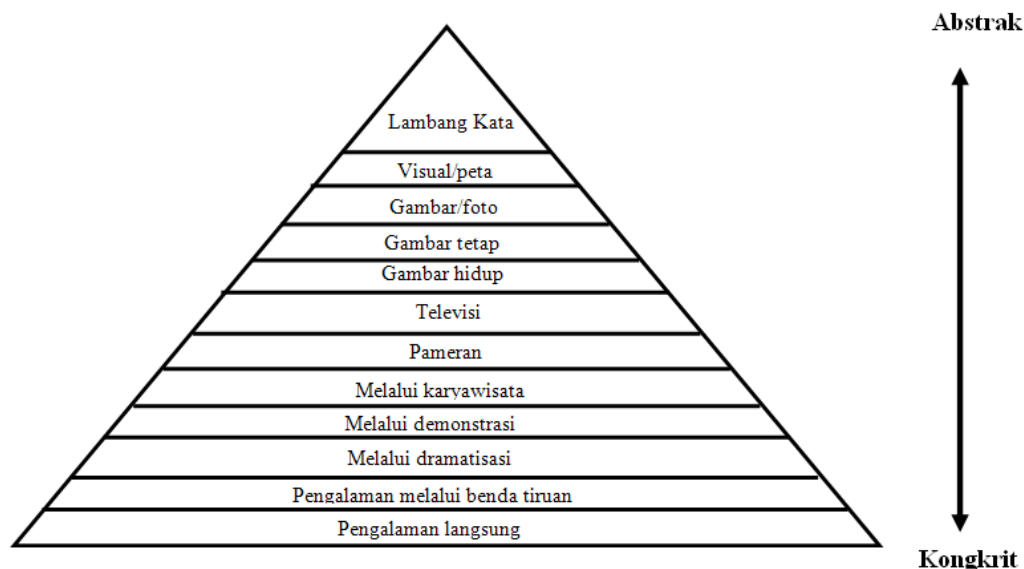 Abstrak
Lambang Kata
Visual/peta
Gambar/foto
Gambar tetap
Gambar hidup
Televisi
Pameran
Melalui karyawisata
Melalui demonstrasi
Melalui dramatisasi
Pengalaman melalui benda tiruan
Pengalaman langsung
Kongkrit